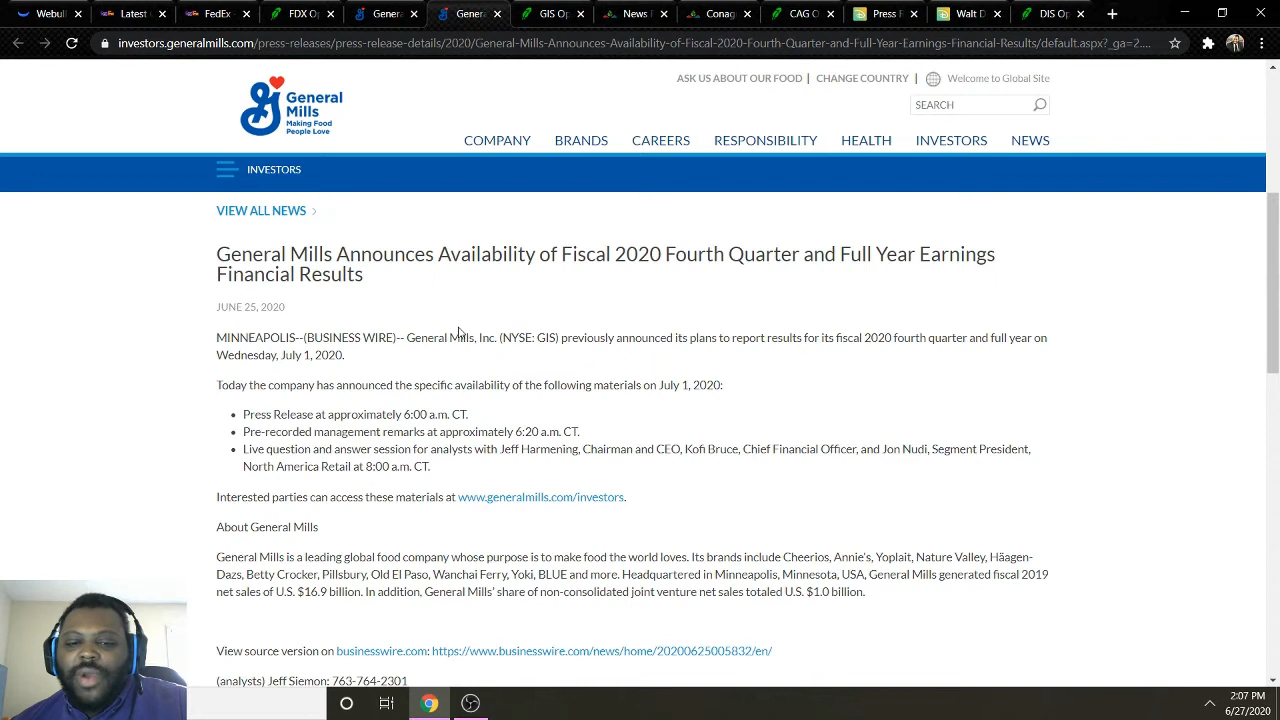 Webull
Latest
FDX O
Genera
Genera
GIS Op
News
Conag
CAG O
Press R
Walt D
DIS Op
investors.generalmills.com/press-releases/press-release-details/2020/General-Mills-Announces-Availability-of-Fiscal-2020-Fourth-Quarter-and-Full-Year-Earnings-Financial-Results/default.aspx?_ga=2....
ASK US ABOUT OUR FOOD | CHANGE COUNTRY | Welcome to Global Site
General
Mills
Making Food
People Love
SEARCH
COMPANY BRANDS CAREERS RESPONSIBILITY HEALTH INVESTORS NEWS
INVESTORS
VIEW ALL NEWS
General Mills Announces Availability of Fiscal 2020 Fourth Quarter and Full Year Earnings
Financial Results
JUNE 25, 2020
MINNEAPOLIS--(BUSINESS WIRE)-- General Mills, Inc. (NYSE: GIS) previously announced its plans to report results for its fiscal 2020 fourth quarter and full year on
Wednesday, July 1, 2020.
Today the company has announced the specific availability of the following materials on July 1, 2020:
• Press Release at approximately 6:00 a.m. CT.
• Pre-recorded management remarks at approximately 6:20 a.m. CT.
• Live question and answer session for analysts with Jeff Harmening, Chairman and CEO, Kofi Bruce, Chief Financial Officer, and Jon Nudi, Segment President,
North America Retail at 8:00 a.m. CT.
Interested parties can access these materials at www.generalmills.com/investors.
About General Mills
General Mills is a leading global food company whose purpose is to make food the world loves. Its brands include Cheerios, Annie's, Yoplait, Nature Valley, Häagen-
Dazs, Betty Crocker, Pillsbury, Old El Paso, Wanchai Ferry, Yoki, BLUE and more. Headquartered in Minneapolis, Minnesota, USA, General Mills generated fiscal 2019
net sales of U.S. $16.9 billion. In addition, General Mills' share of non-consolidated joint venture net sales totaled U.S. $1.0 billion.
View source version on businesswire.com: https://www.businesswire.com/news/home/20200625005832/en/
(analysts) Jeff Siemon: 763-764-2301
2:07 PM
6/27/2020